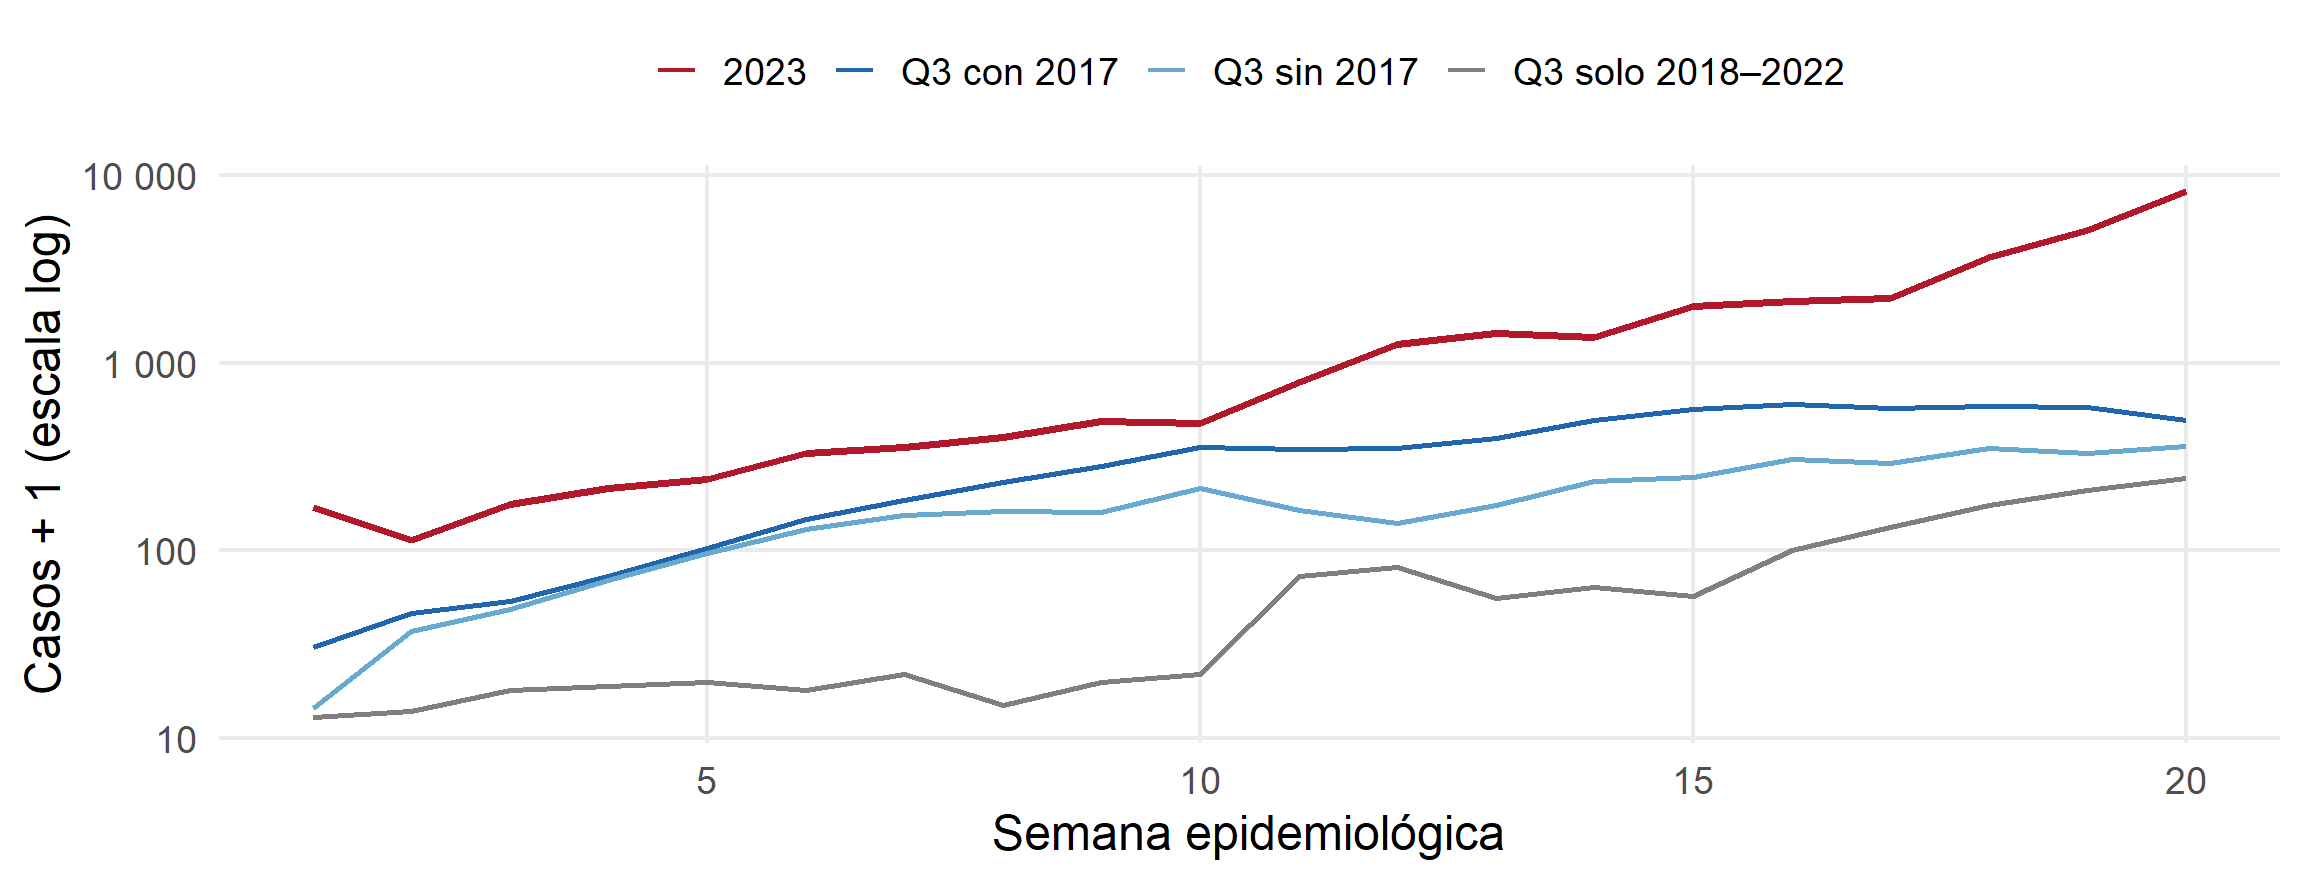 2023 Q3 con 2017 Q3 sin 2017 Q3 solo 2018–2022
Casos + 1 (escala log)
10 000
1 000
100
10
5 10 15 20
Semana epidemiológica